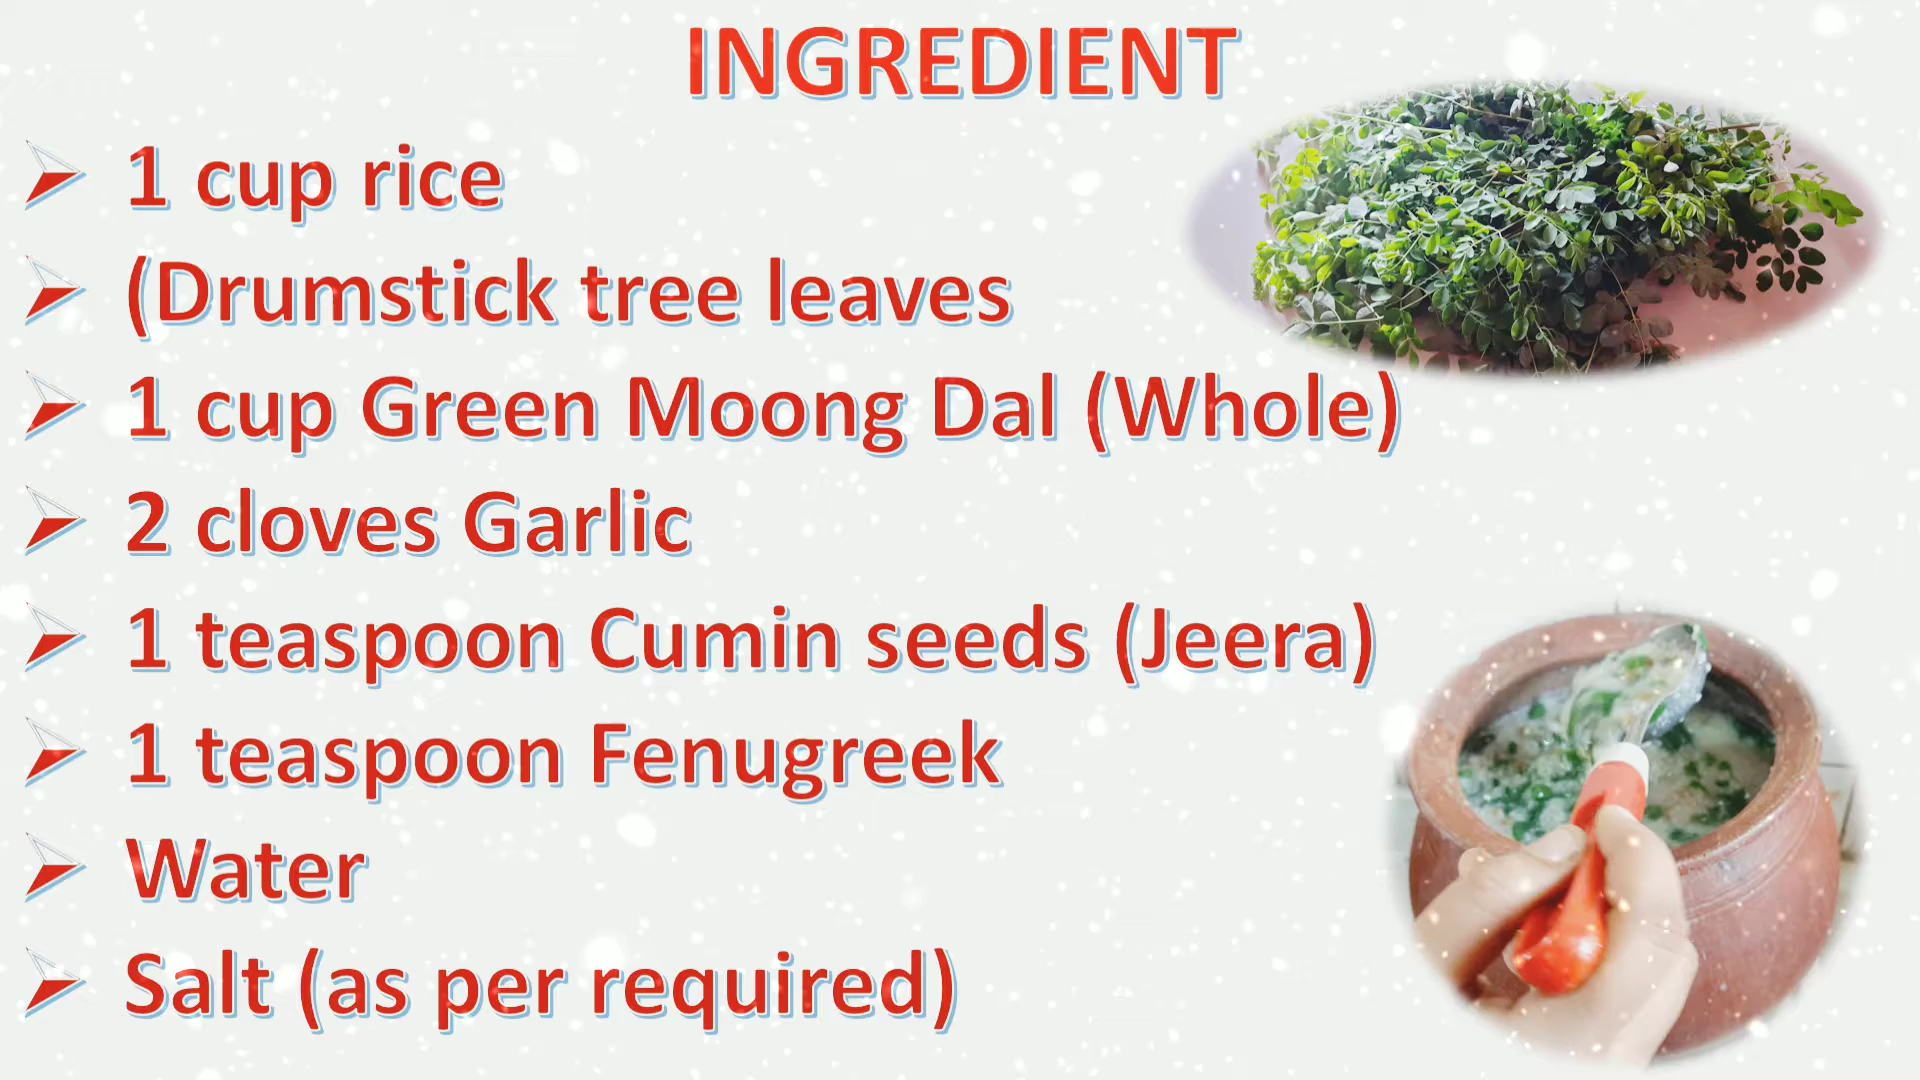 INGREDIENT
1 cup rice
(Drumstick tree leaves
1 cup Green Moong Dal (Whole)
2 cloves Garlic
1 teaspoon Cumin seeds (Jeera)
1 teaspoon Fenugreek
Water
Salt (as per required)